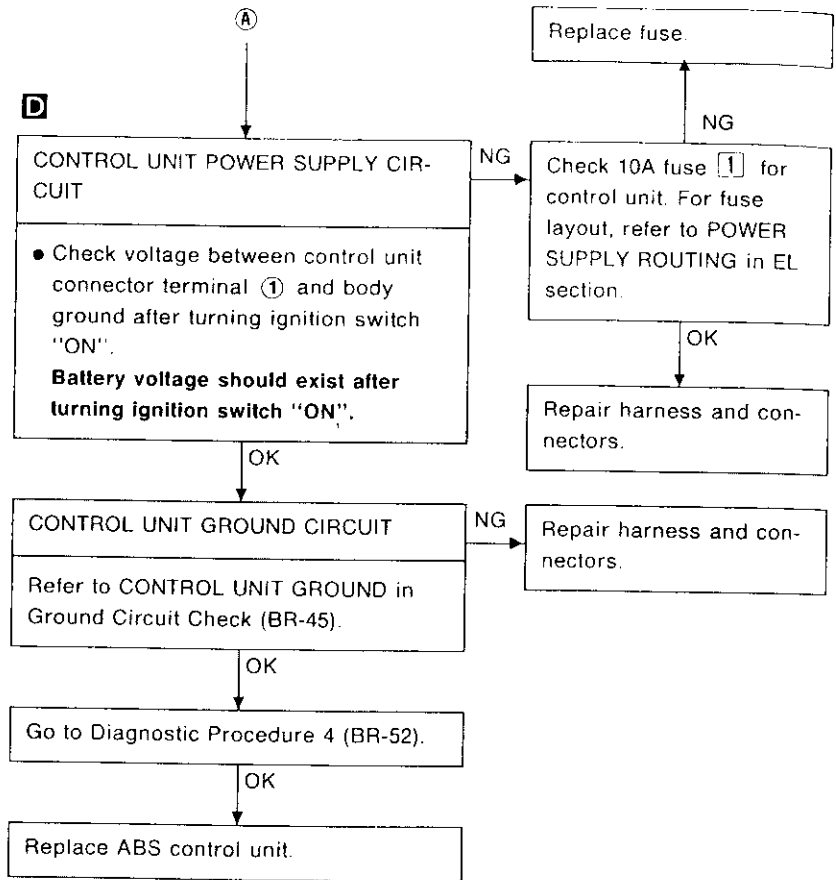 Ⓐ
Replace fuse.
D
NG
CONTROL UNIT POWER SUPPLY CIR-
CUIT
NG
Check 10A fuse 1 for
control unit. For fuse
layout, refer to POWER
SUPPLY ROUTING in EL
section.
● Check voltage between control unit
connector terminal ① and body
ground after turning ignition switch
"ON".
Battery voltage should exist after
turning ignition switch "ON".
OK
Repair harness and con-
nectors.
OK
CONTROL UNIT GROUND CIRCUIT
NG
Repair harness and con-
nectors.
Refer to CONTROL UNIT GROUND in
Ground Circuit Check (BR-45).
OK
Go to Diagnostic Procedure 4 (BR-52).
OK
Replace ABS control unit.